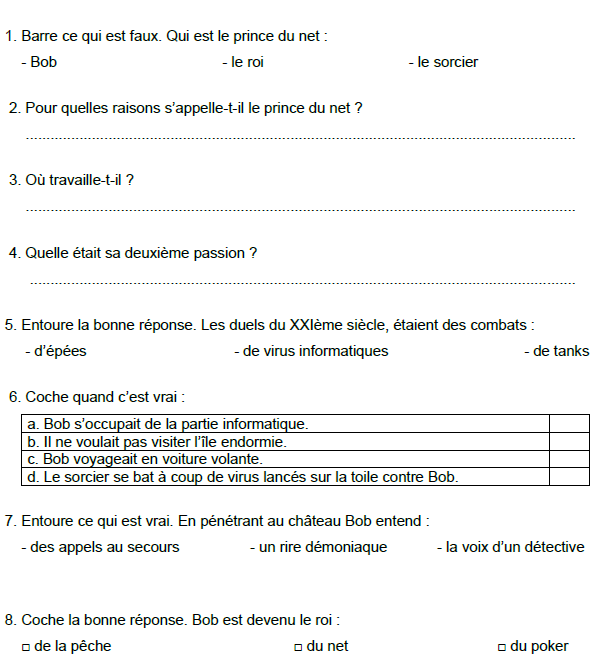 1. Barre ce qui est faux. Qui est le prince du net :
- Bob - le roi - le sorcier
2. Pour quelles raisons s’appelle-t-il le prince du net ?
................................................................................
3. Où travaille-t-il ?
................................................................................
4. Quelle était sa deuxième passion ?
................................................................................
5. Entoure la bonne réponse. Les duels du XXIème siècle, étaient des combats :
- d’épées - de virus informatiques - de tanks
6. Coche quand c’est vrai :
a. Bob s’occupait de la partie informatique.
b. Il ne voulait pas visiter l’île endormie.
c. Bob voyageait en voiture volante.
d. Le sorcier se bat à coup de virus lancés sur la toile contre Bob.
7. Entoure ce qui est vrai. En pénétrant au château Bob entend :
- des appels au secours - un rire démoniaque - la voix d’un détective
8. Coche la bonne réponse. Bob est devenu le roi :
□ de la pêche □ du net □ du poker